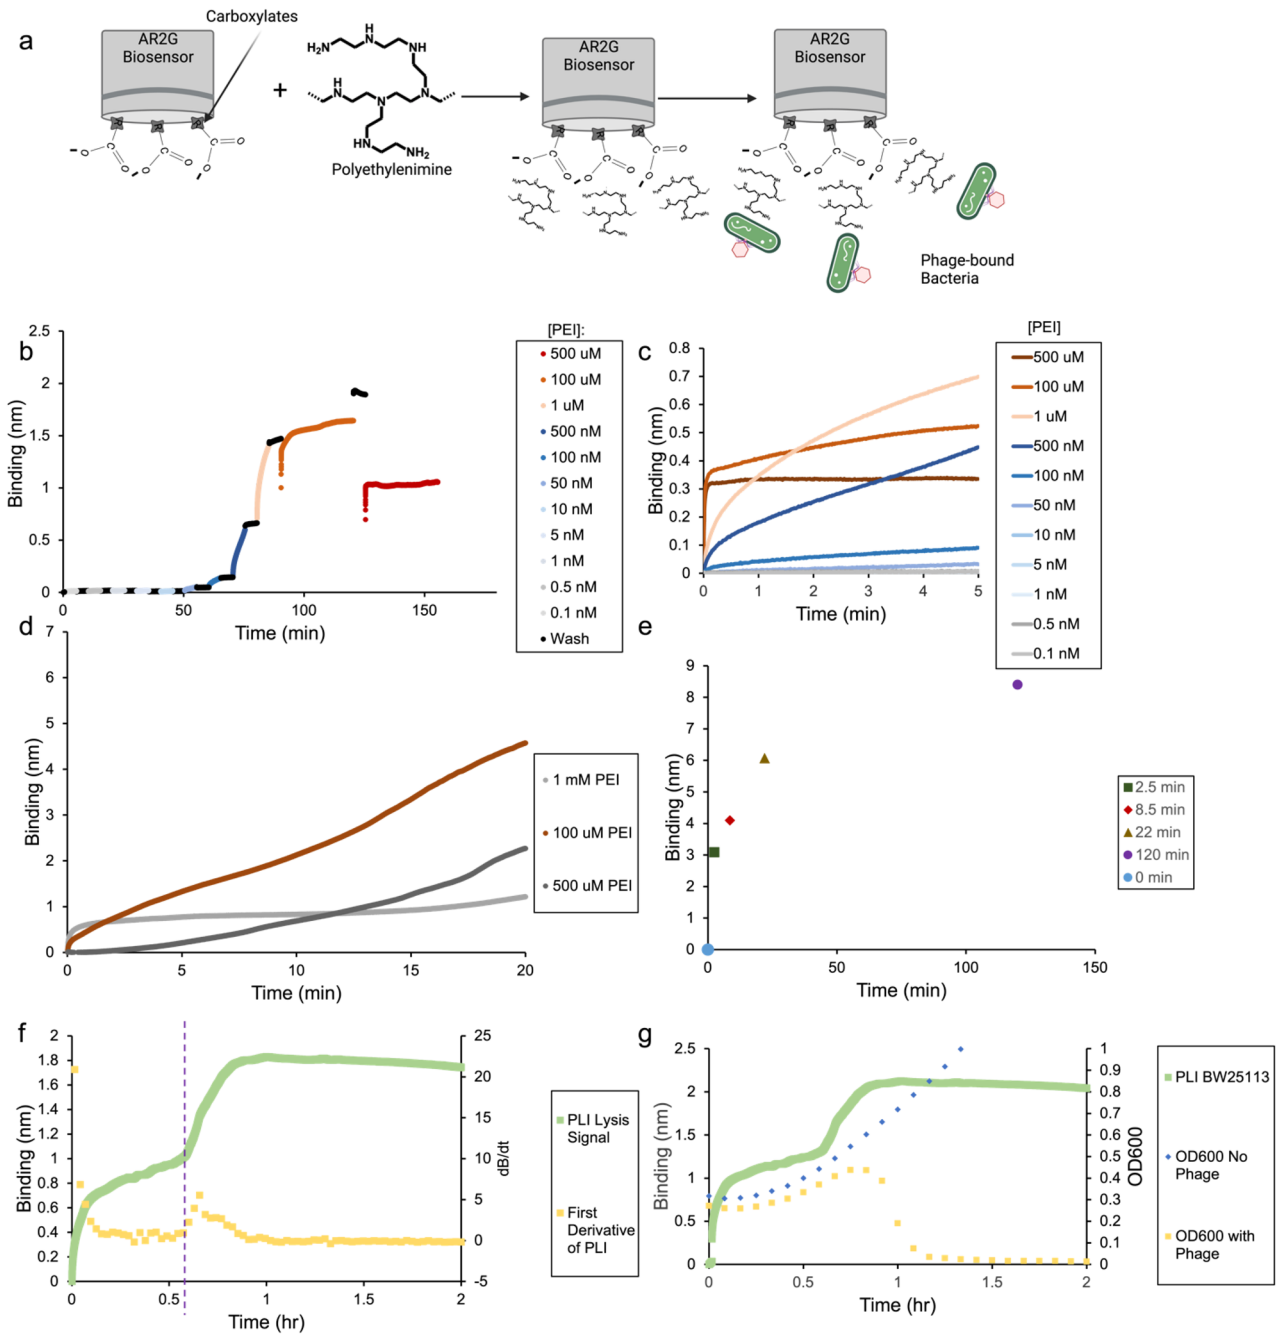 a
Carboxylates
AR2G
Biosensor
+
H₂N
H
N
NH
H
N
N
N
HN
NH₂
Polyethylenimine
AR2G
Biosensor
AR2G
Biosensor
Phage-bound
Bacteria
b
Binding (nm)
2.5
2
1.5
1
0.5
0
0
50
100
150
Time (min)
[PEI]:
500 uM
100 uM
1 uM
500 nM
100 nM
50 nM
10 nM
5 nM
1 nM
0.5 nM
0.1 nM
Wash
c
Binding (nm)
0.8
0.7
0.6
0.5
0.4
0.3
0.2
0.1
0
0
1
2
3
4
5
Time (min)
[PEI]
500 uM
100 uM
1 uM
500 nM
100 nM
50 nM
10 nM
5 nM
1 nM
0.5 nM
0.1 nM
d
Binding (nm)
7
6
5
4
3
2
1
0
0
5
10
15
20
Time (min)
1 mM PEI
100 uM PEI
500 uM PEI
e
Binding (nm)
9
8
7
6
5
4
3
2
1
0
0
50
100
150
Time (min)
2.5 min
8.5 min
22 min
120 min
0 min
f
Binding (nm)
2
1.8
1.6
1.4
1.2
1
0.8
0.6
0.4
0.2
0
25
20
15
10
5
0
-5
dB/dt
0
0.5
1
1.5
2
Time (hr)
PLI Lysis
Signal
First
Derivative
of PLI
g
Binding (nm)
2.5
2
1.5
1
0.5
0
1
0.9
0.8
0.7
0.6
0.5
0.4
0.3
0.2
0.1
0
OD600
0
0.5
1
1.5
2
Time (hr)
PLI BW25113
OD600 No
Phage
OD600 with
Phage